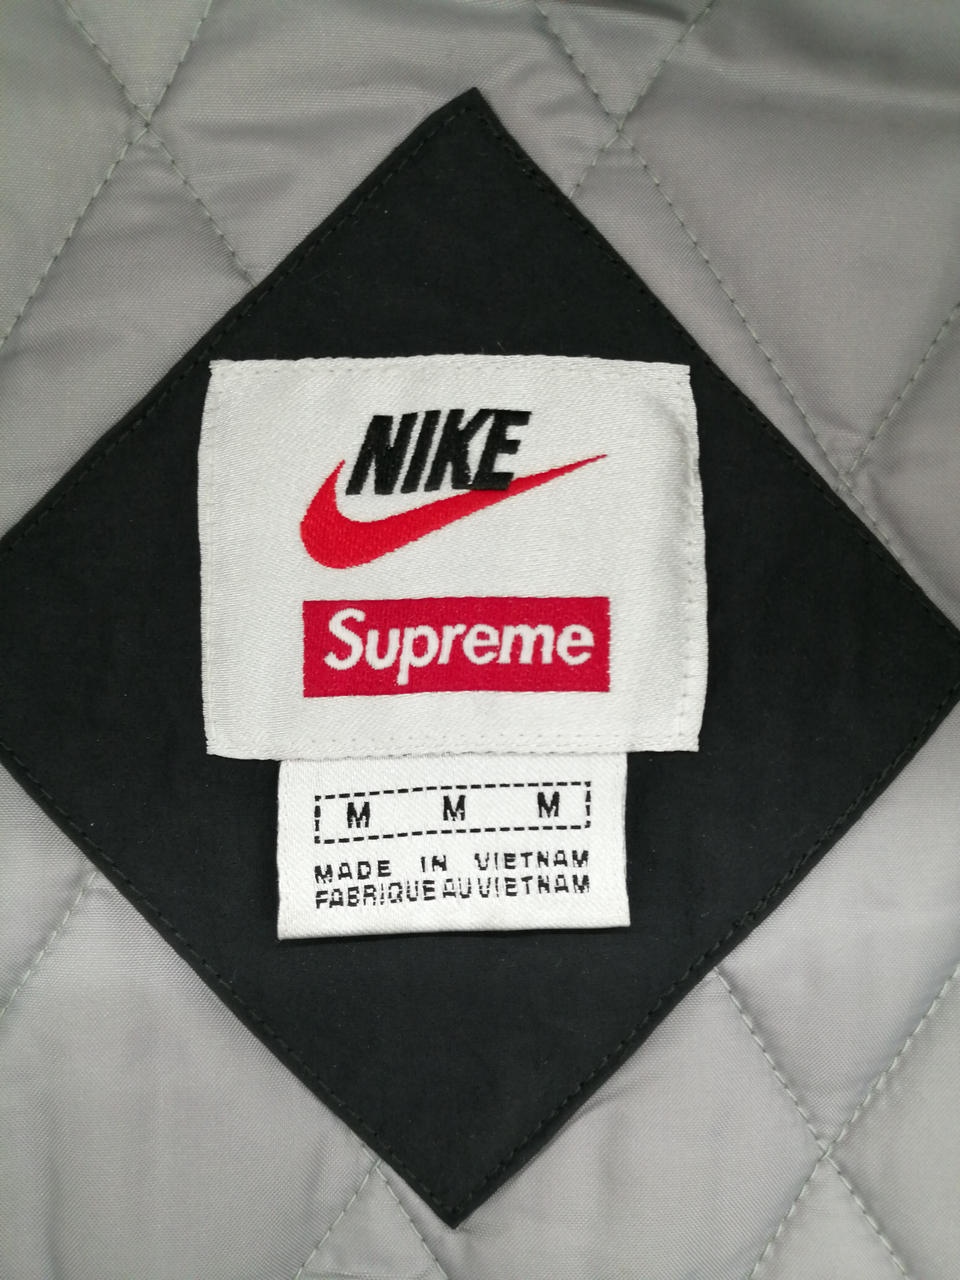 NIKE
Supreme
M M M
MADE IN VIETNAM
FABRIQUE AU VIETNAM